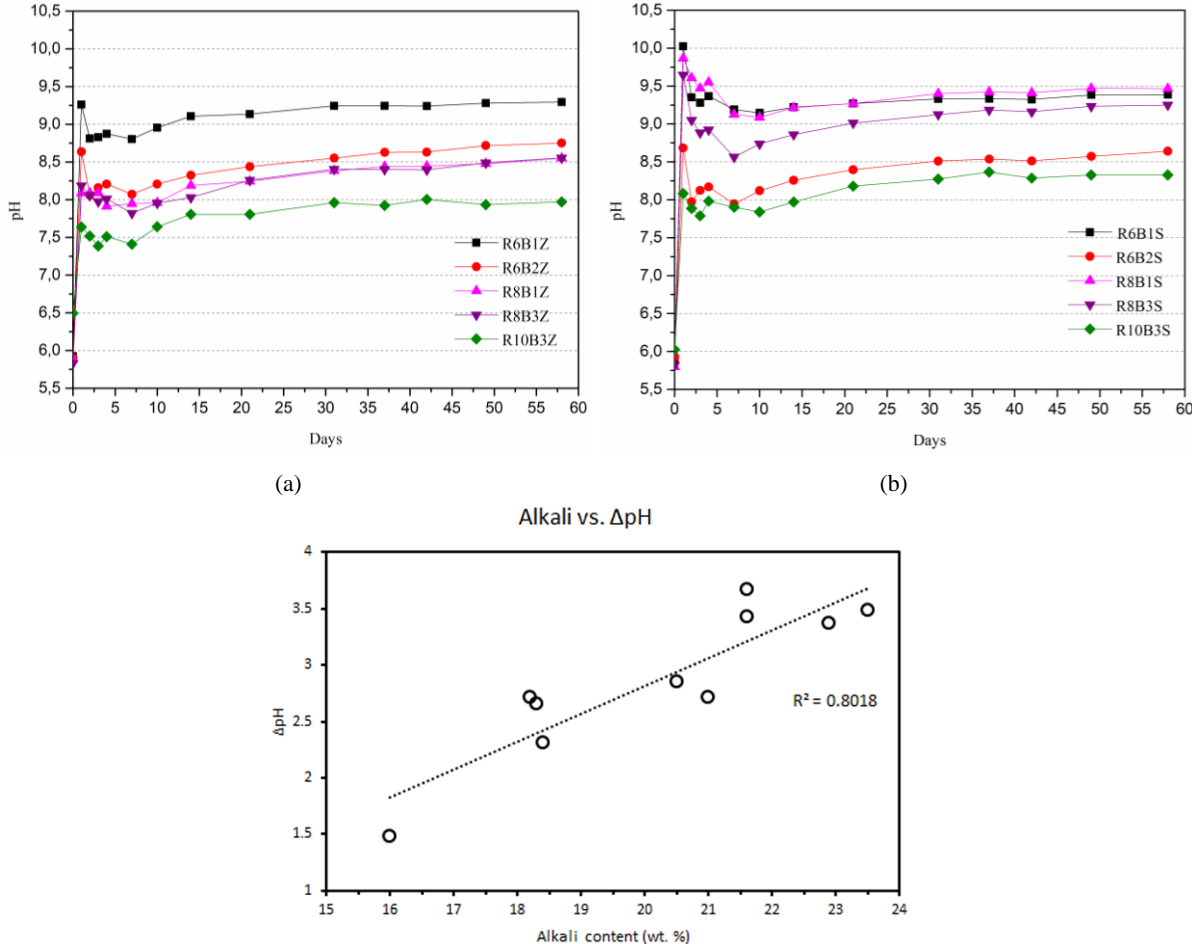 10,5
10,0
9,5
9,0
8,5
8,0
7,5
7,0
6,5
6,0
5,5
pH
R6B1Z
R6B2Z
R8B1Z
R8B3Z
R10B3Z
0 5 10 15 20 25 30 35 40 45 50 55 60
Days
(a)
10,5
10,0
9,5
9,0
8,5
8,0
7,5
7,0
6,5
6,0
5,5
pH
R6B1S
R6B2S
R8B1S
R8B3S
R10B3S
0 5 10 15 20 25 30 35 40 45 50 55 60
Days
(b)
Alkali vs. ΔpH
4
3.5
3
2.5
2
1.5
1
ΔpH
R² = 0.8018
15 16 17 18 19 20 21 22 23 24
Alkali content (wt. %)